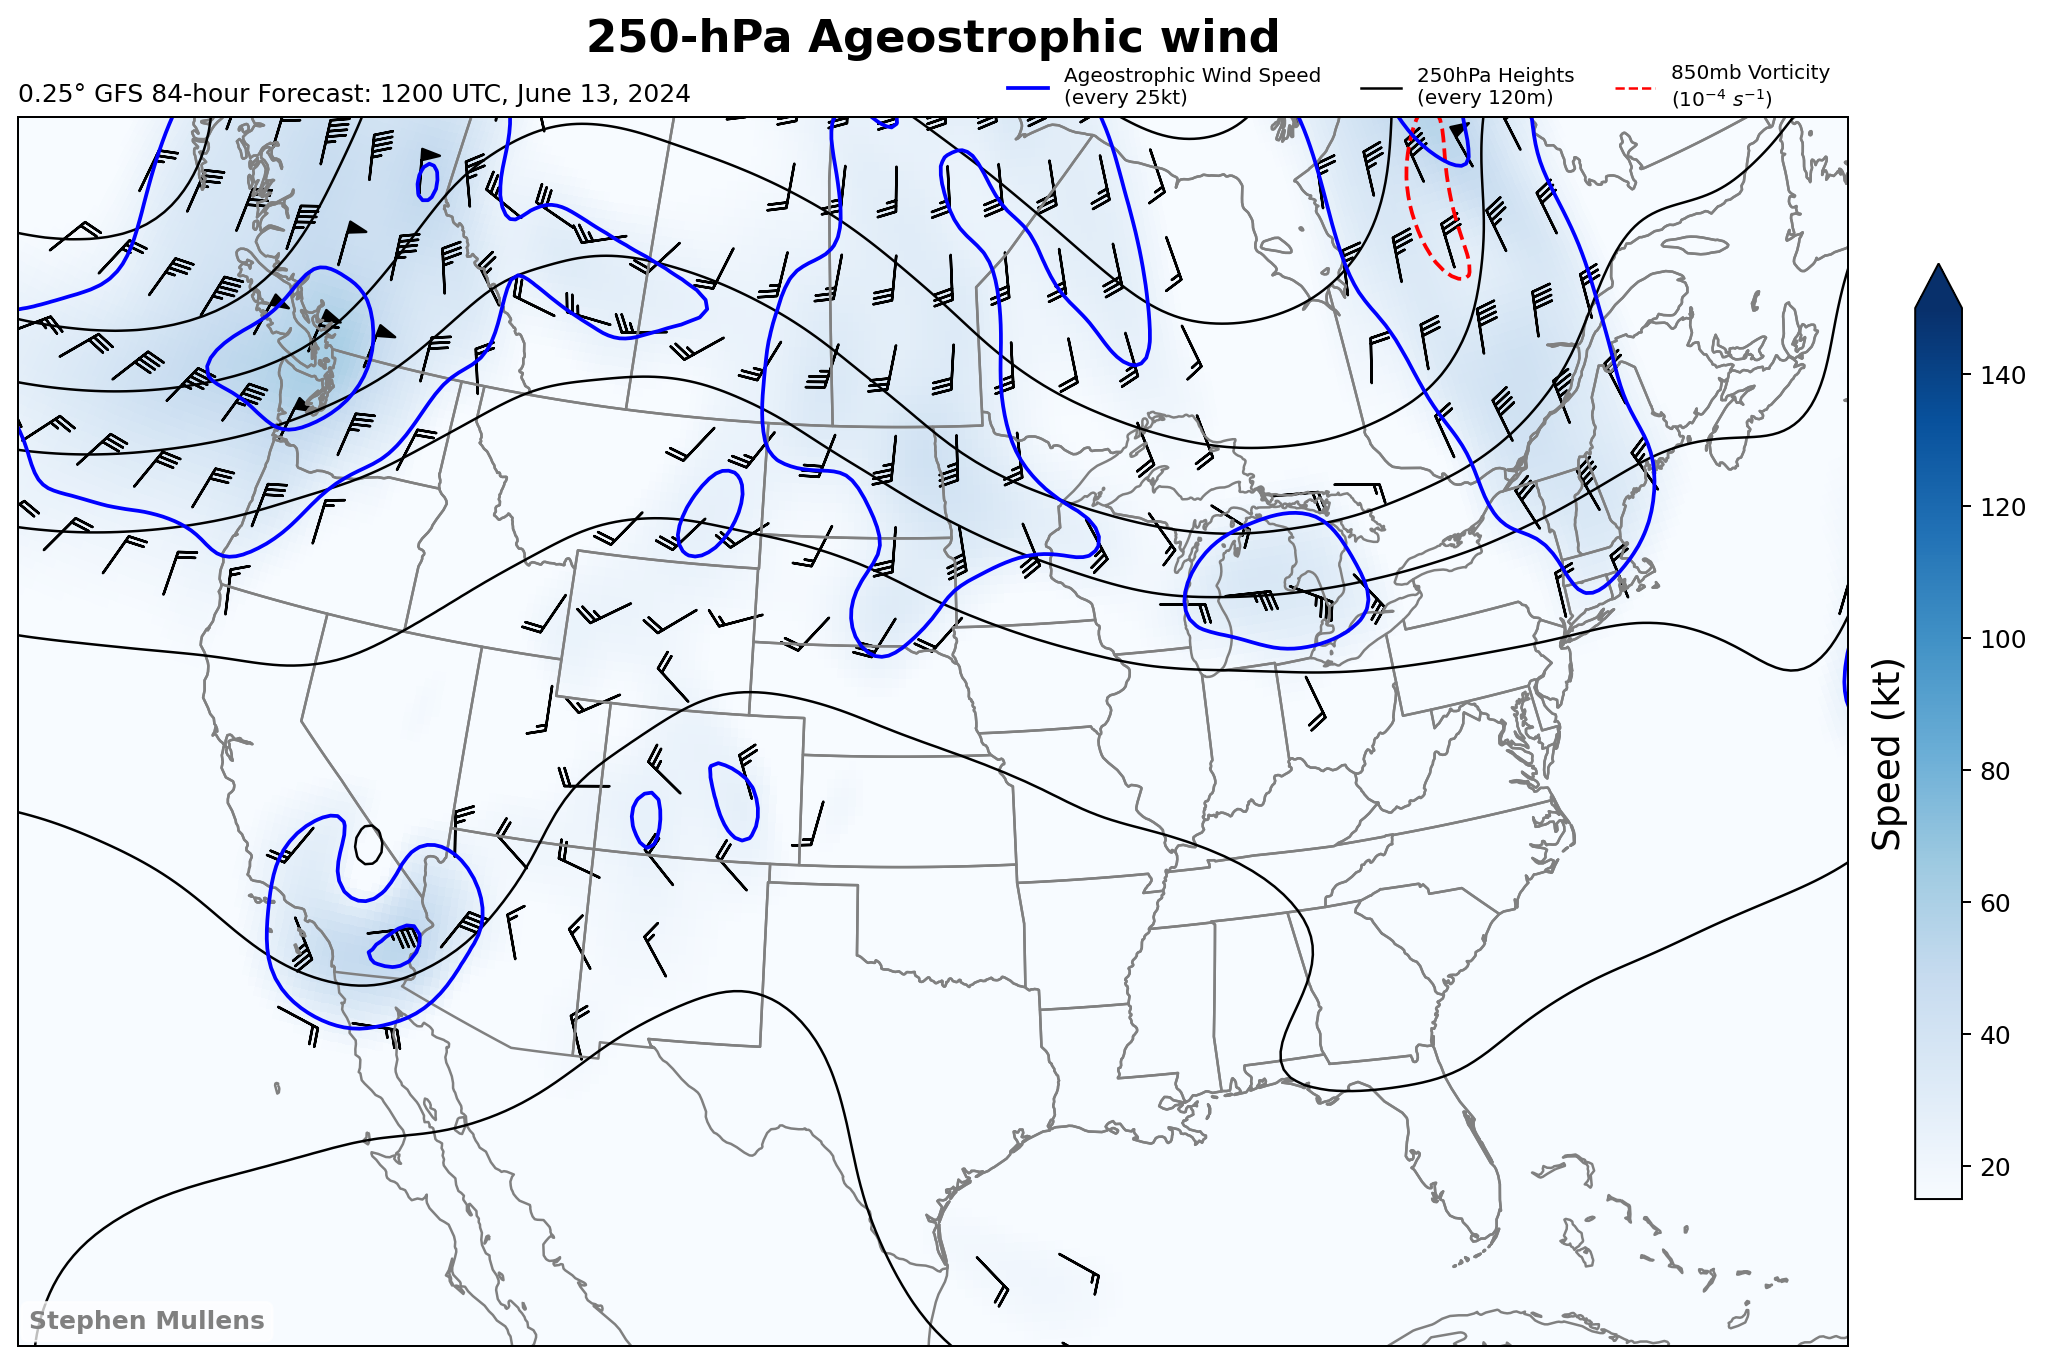 250-hPa Ageostrophic wind
0.25° GFS 84-hour Forecast: 1200 UTC, June 13, 2024
Ageostrophic Wind Speed
(every 25kt)
250hPa Heights
(every 120m)
850mb Vorticity
(10⁻⁴ s⁻¹)
140
120
100
80
60
40
20
Speed (kt)
Stephen Mullens